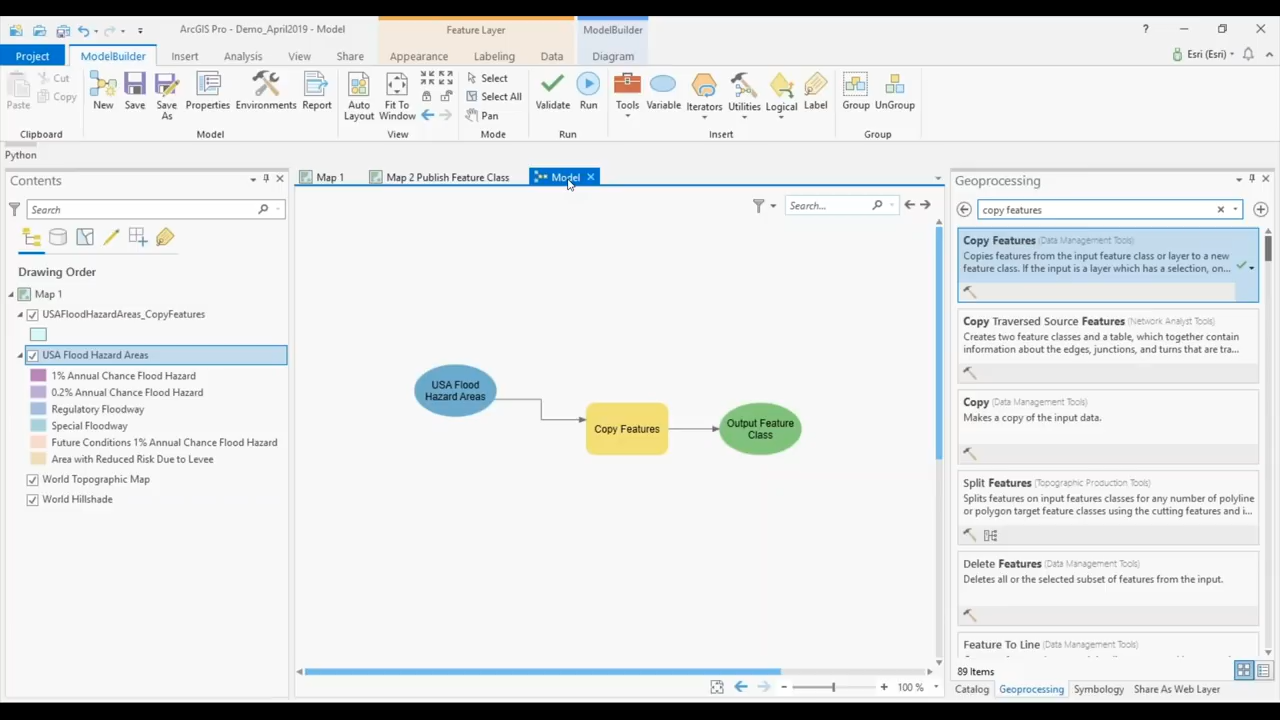 ArcGIS Pro - Demo_April2019 - Model
Feature Layer
ModelBuilder
?
Project
ModelBuilder
Insert
Analysis
View
Share
Appearance
Labeling
Data
Diagram
Esri (Esri)
Paste
Cut
Copy
Clipboard
New
Save
Save As
Properties
Environments
Report
Model
Auto Layout
Fit To Window
View
Select
Select All
Pan
Mode
Validate
Run
Run
Tools
Variable
Iterators
Utilities
Logical
Label
Insert
Group
UnGroup
Group
Python
Contents
Search
Drawing Order
Map 1
USAFloodHazardAreas_CopyFeatures
USA Flood Hazard Areas
1% Annual Chance Flood Hazard
0.2% Annual Chance Flood Hazard
Regulatory Floodway
Special Floodway
Future Conditions 1% Annual Chance Flood Hazard
Area with Reduced Risk Due to Levee
World Topographic Map
World Hillshade
Map 1
Map 2 Publish Feature Class
Model
Search...
USA Flood
Hazard Areas
Copy Features
Output Feature
Class
100 %
Geoprocessing
copy features
Copy Features (Data Management Tools)
Copies features from the input feature class or layer to a new
feature class. If the input is a layer which has a selection, on...
Copy Traversed Source Features (Network Analyst Tools)
Creates two feature classes and a table, which together contain
information about the edges, junctions, and turns that are tra...
Copy (Data Management Tools)
Makes a copy of the input data.
Split Features (Topographic Production Tools)
Splits features on input features classes for any number of polyline
or polygon target feature classes using the cutting features and i...
Delete Features (Data Management Tools)
Deletes all or the selected subset of features from the input.
Feature To Line (Data Management Tools)
89 Items
Catalog
Geoprocessing
Symbology
Share As Web Layer